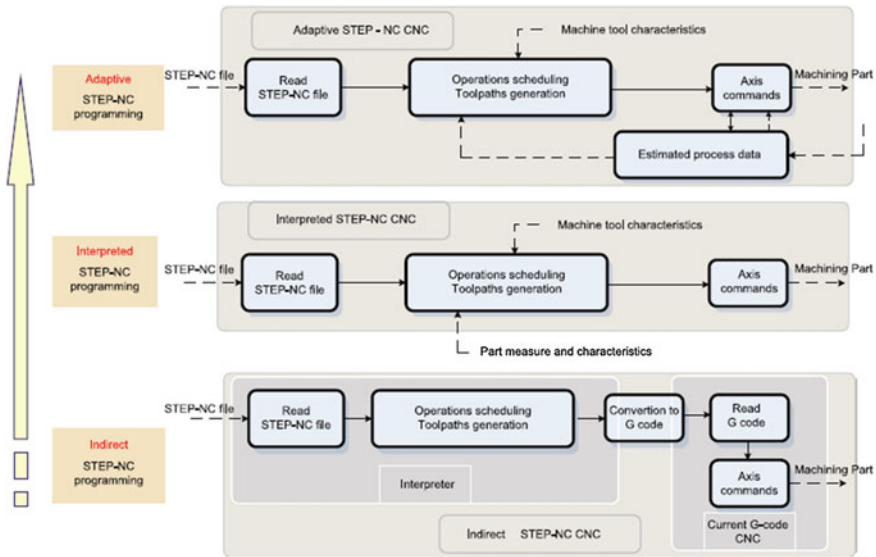 Adaptive STEP - NC CNC
Machine tool characteristics
Adaptive
STEP-NC
programming
STEP-NC file
Read
STEP-NC file
Operations scheduling
Toolpaths generation
Axis
commands
Machining Part
Estimated process data
Interpreted STEP-NC CNC
Machine tool characteristics
Interpreted
STEP-NC
programming
STEP-NC file
Read
STEP-NC file
Operations scheduling
Toolpaths generation
Axis
commands
Machining Part
Part measure and characteristics
Indirect
STEP-NC
programming
STEP-NC file
Read
STEP-NC file
Operations scheduling
Toolpaths generation
Convertion to
G code
Read
G code
Axis
commands
Machining Part
Interpreter
Current G-code
CNC
Indirect STEP-NC CNC